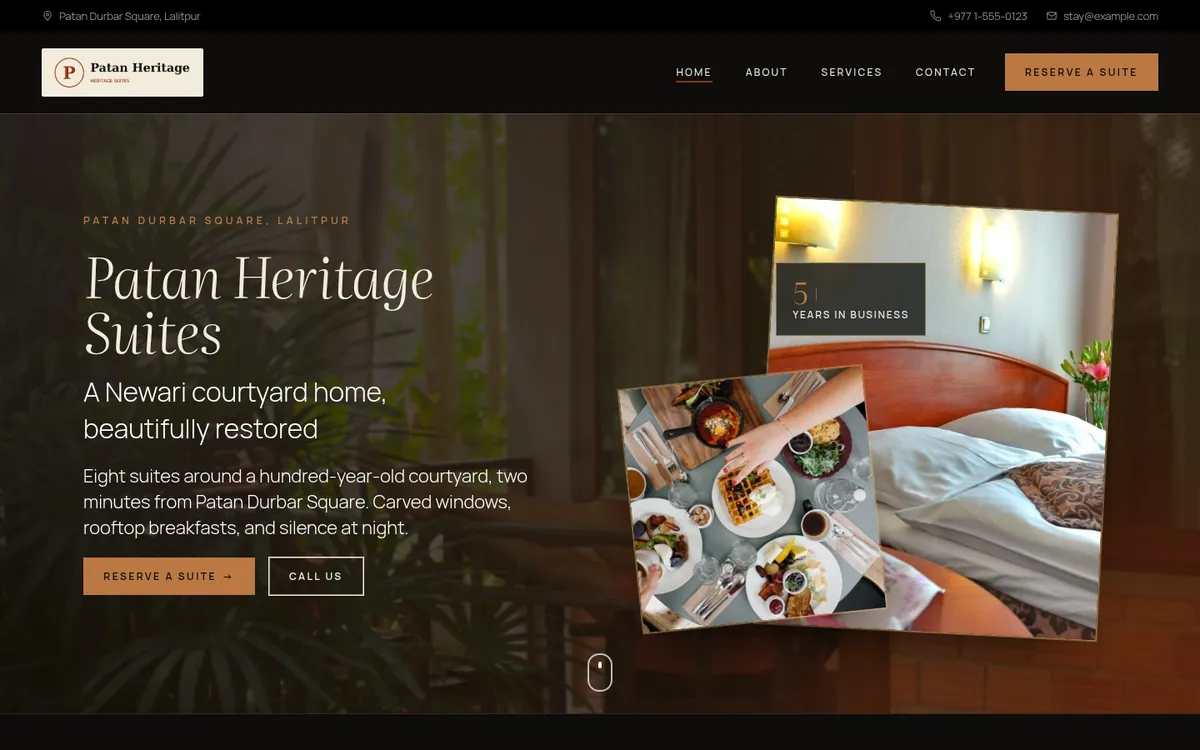 Patan Durbar Square, Lalitpur
+977 1-555-0123
stay@example.com
P
Patan Heritage
HERITAGE SUITES
HOME
ABOUT
SERVICES
CONTACT
RESERVE A SUITE
PATAN DURBAR SQUARE, LALITPUR
Patan Heritage
Suites
A Newari courtyard home,
beautifully restored
Eight suites around a hundred-year-old courtyard, two
minutes from Patan Durbar Square. Carved windows,
rooftop breakfasts, and silence at night.
RESERVE A SUITE →
CALL US
5
YEARS IN BUSINESS